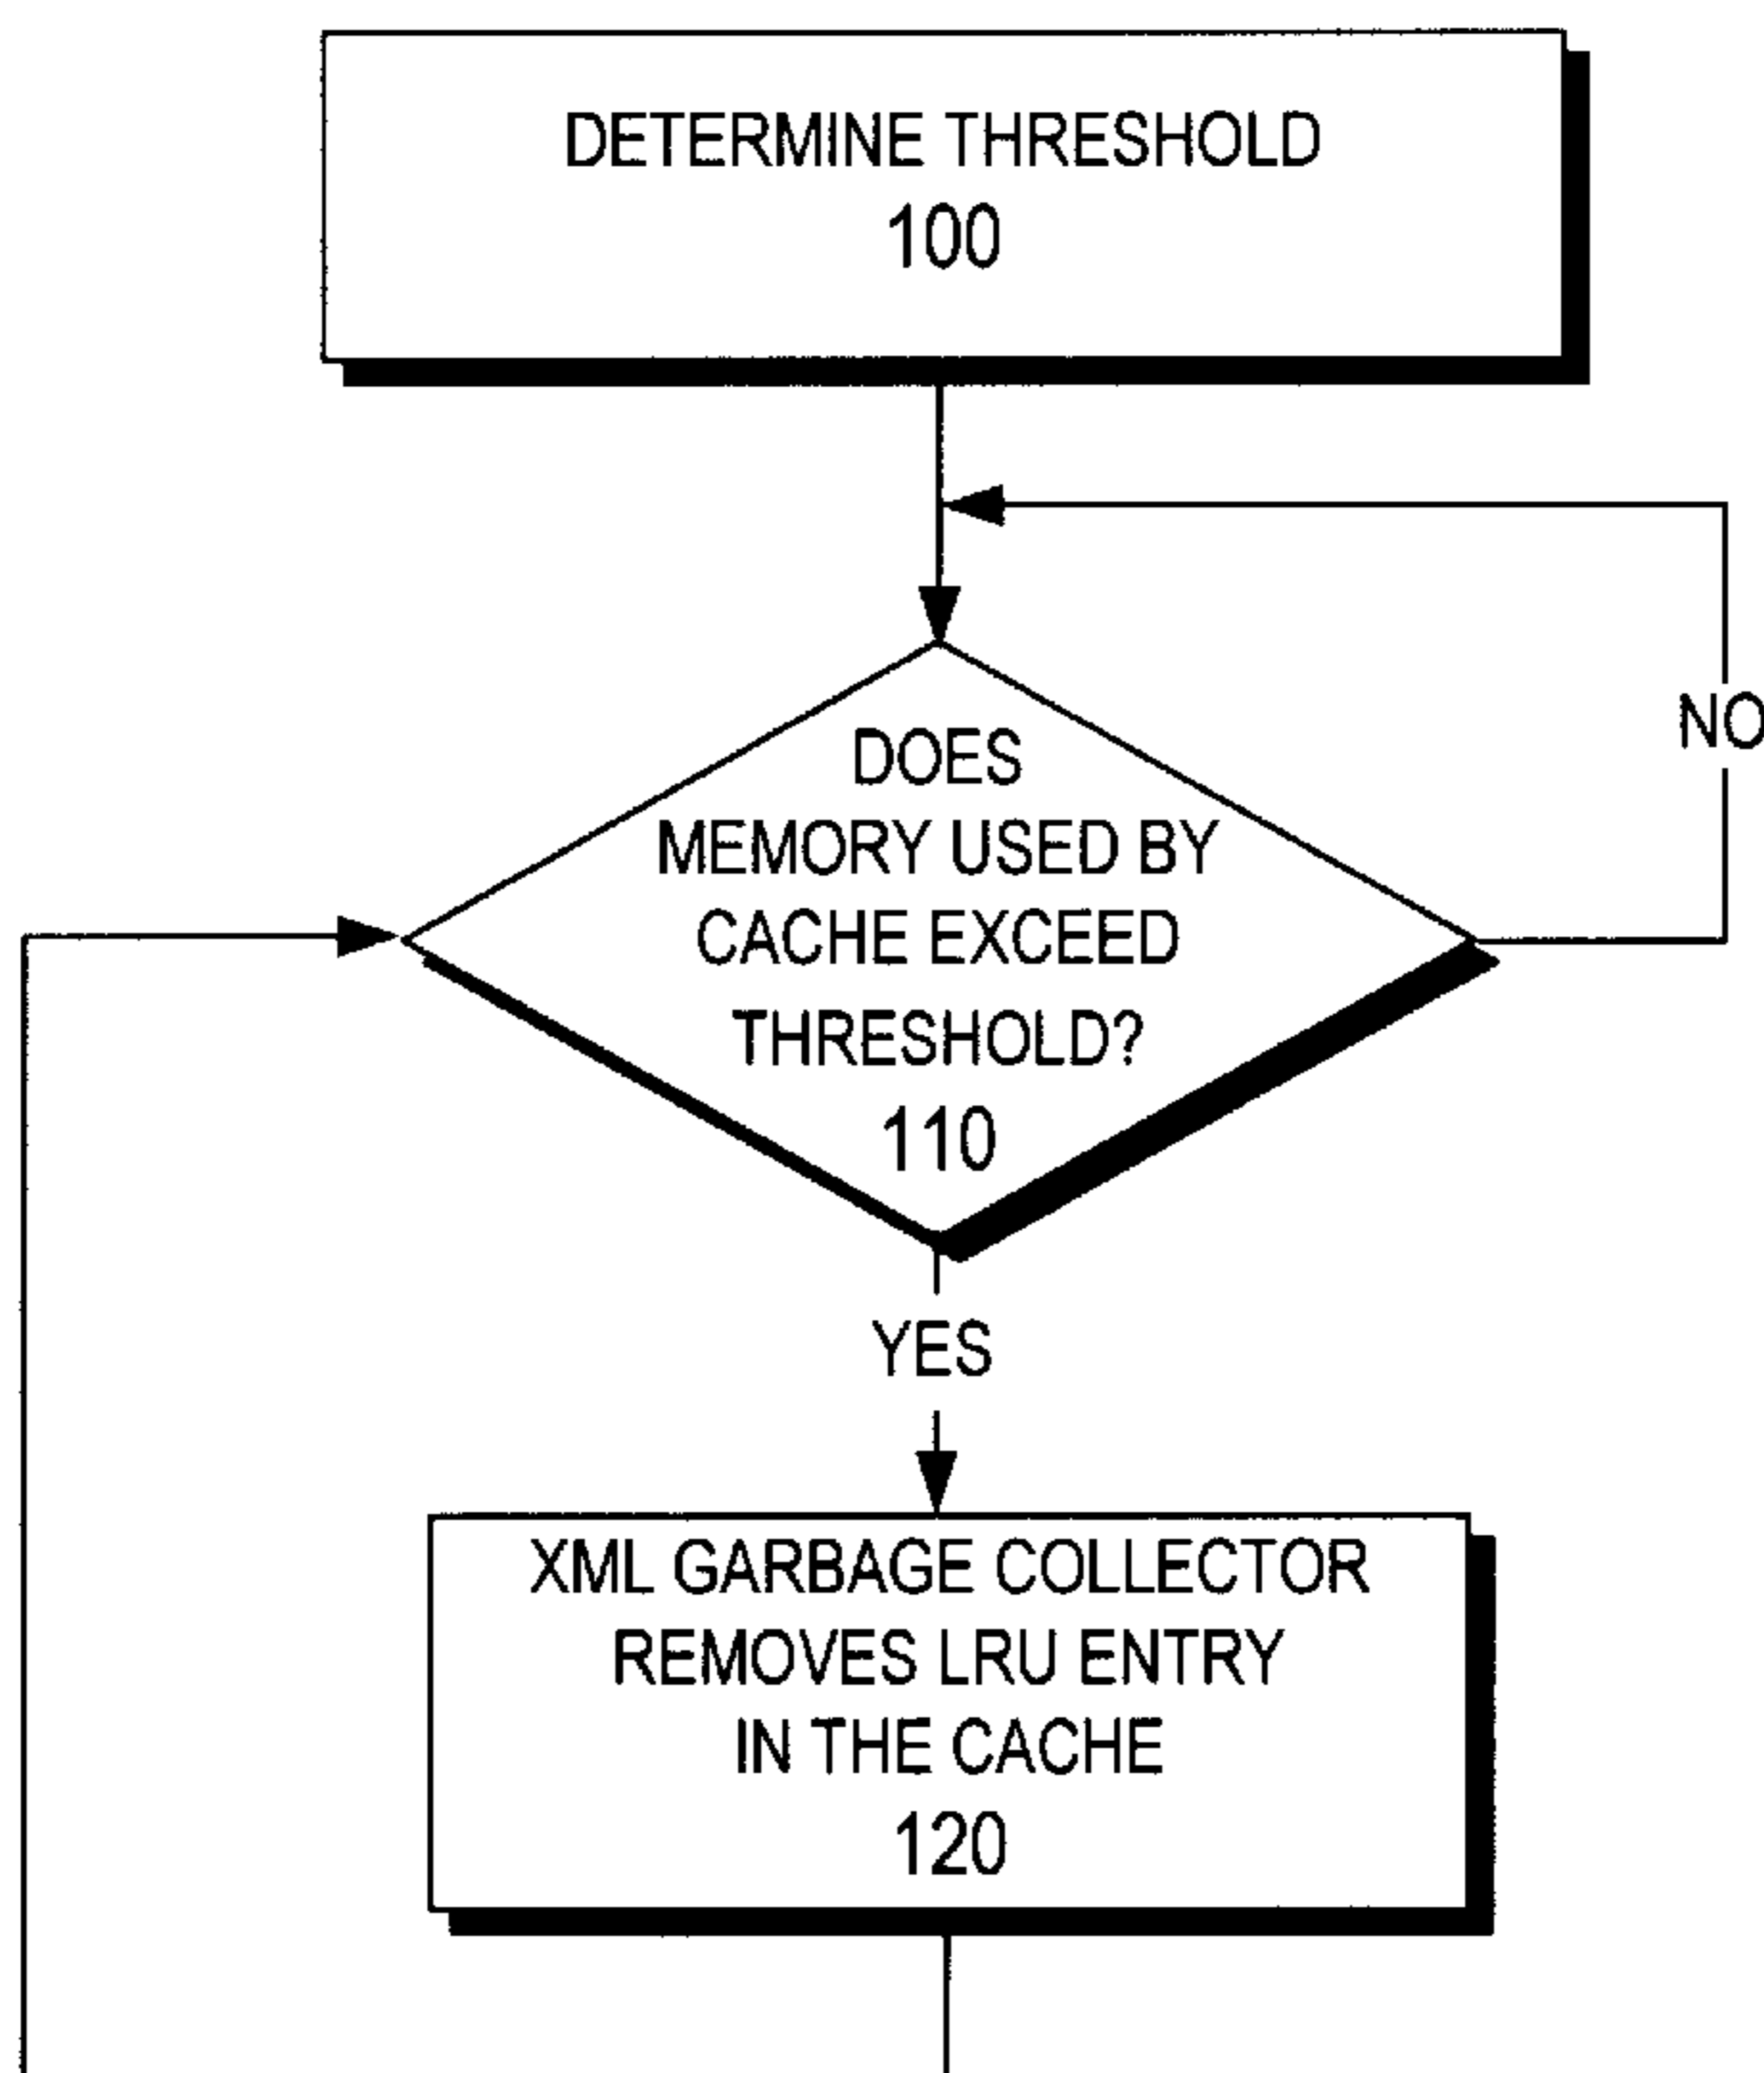 DETERMINE THRESHOLD
100
NO
DOES
MEMORY USED BY
CACHE EXCEED
THRESHOLD?
110
YES
XML GARBAGE COLLECTOR
REMOVES LRU ENTRY
IN THE CACHE
120